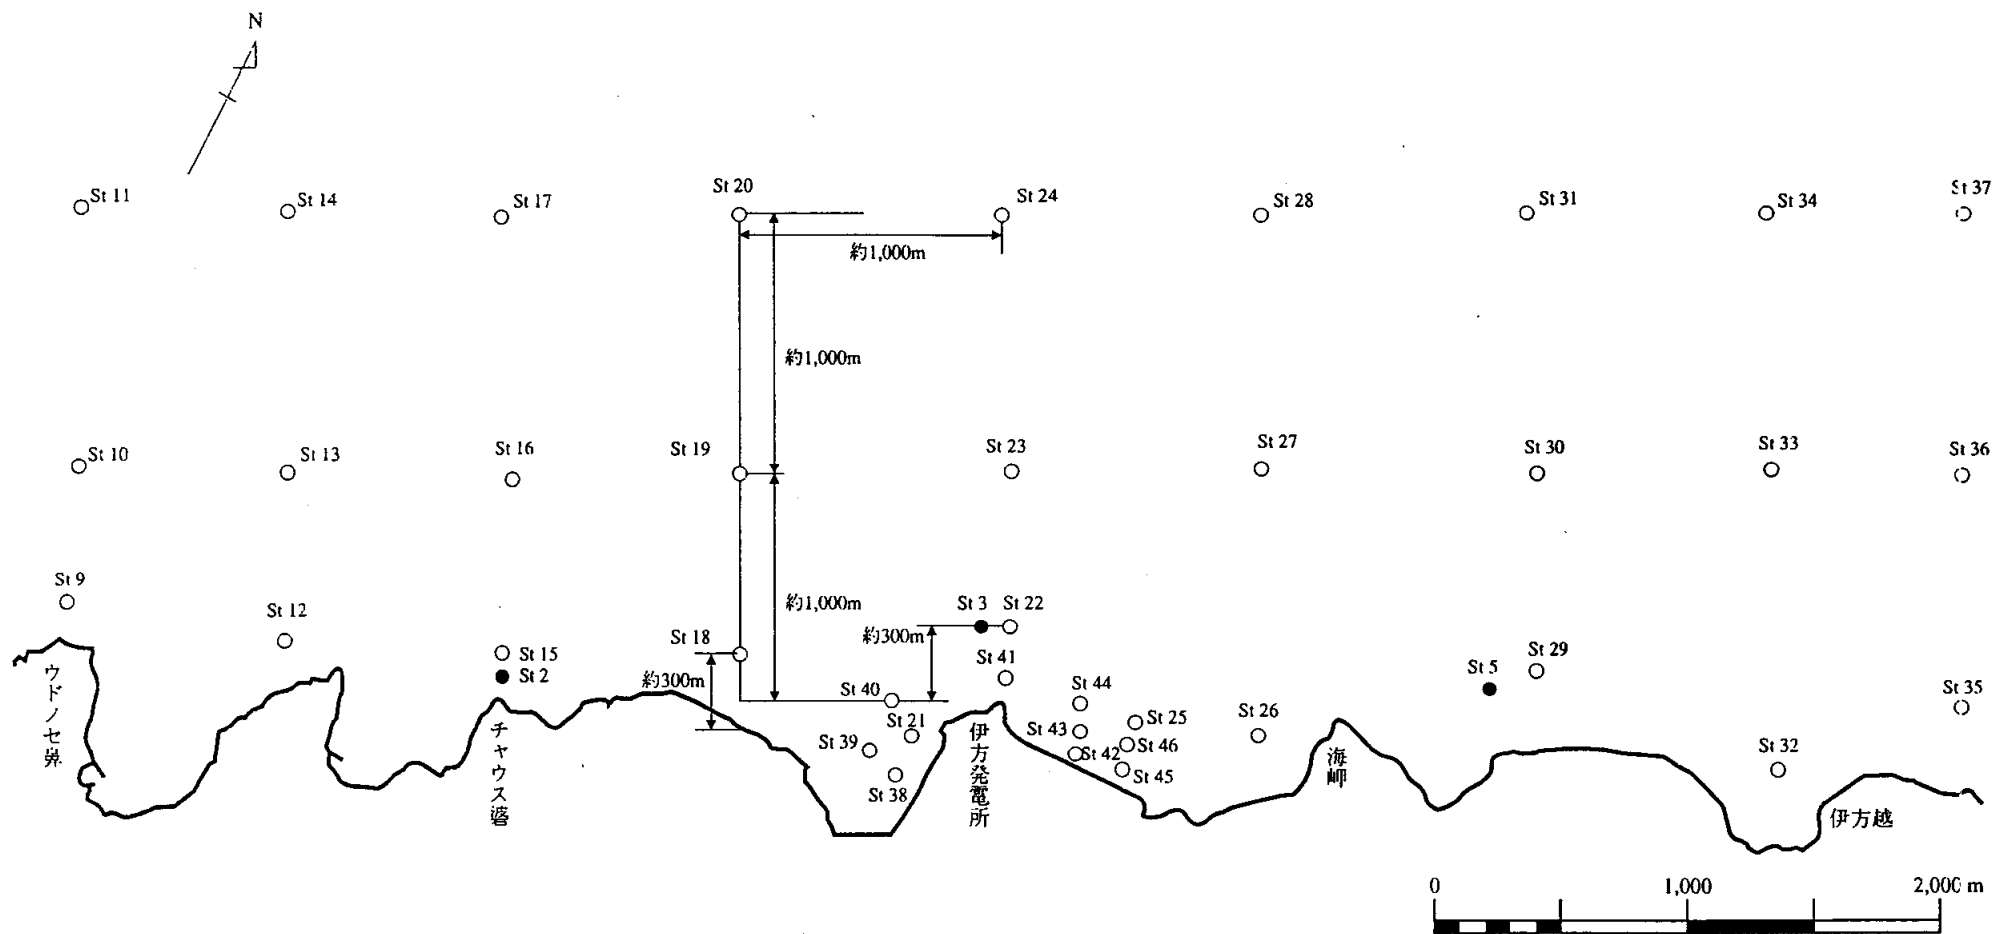 N
St 11
St 14
St 17
St 20
St 24
St 28
St 31
St 34
St 37
約1,000m
約1,000m
St 10
St 13
St 16
St 19
St 23
St 27
St 30
St 33
St 36
St 9
St 12
St 15
St 2
St 18
約1,000m
St 3
St 22
約300m
約300m
St 41
St 40
St 21
St 39
St 38
St 44
St 43
St 42
St 25
St 46
St 45
St 26
St 5
St 29
St 35
St 32
ウドノセ鼻
チャウス碆
伊方発電所
海岬
伊方越
0
1,000
2,000 m